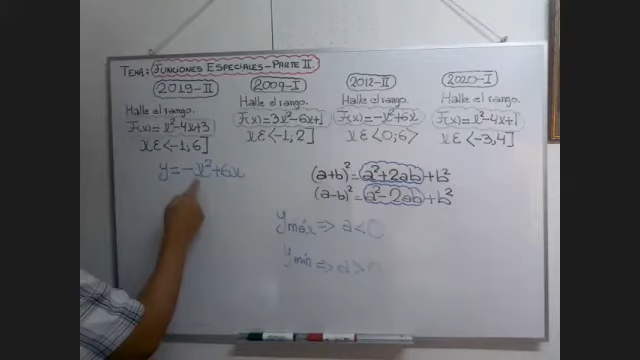 TEMA: FUNCIONES ESPECIALES-PARTE II
2019-II
Halle el rango.
F(x)=x²-4x+3
x∈<-1,6]
2009-I
Halle el rango.
F(x)=3x²-6x+1
x∈<-1,2]
2012-II
Halle el rango.
F(x)=-x²+6x
x∈<0;6>
2020-I
Halle el rango.
F(x)=x²-4x+1
x∈<-3,4]
y=-x²+6x
(a+b)²=a²+2ab+b²
(a-b)²=a²-2ab+b²
ymáx⇒a<0
ymín⇒a>0